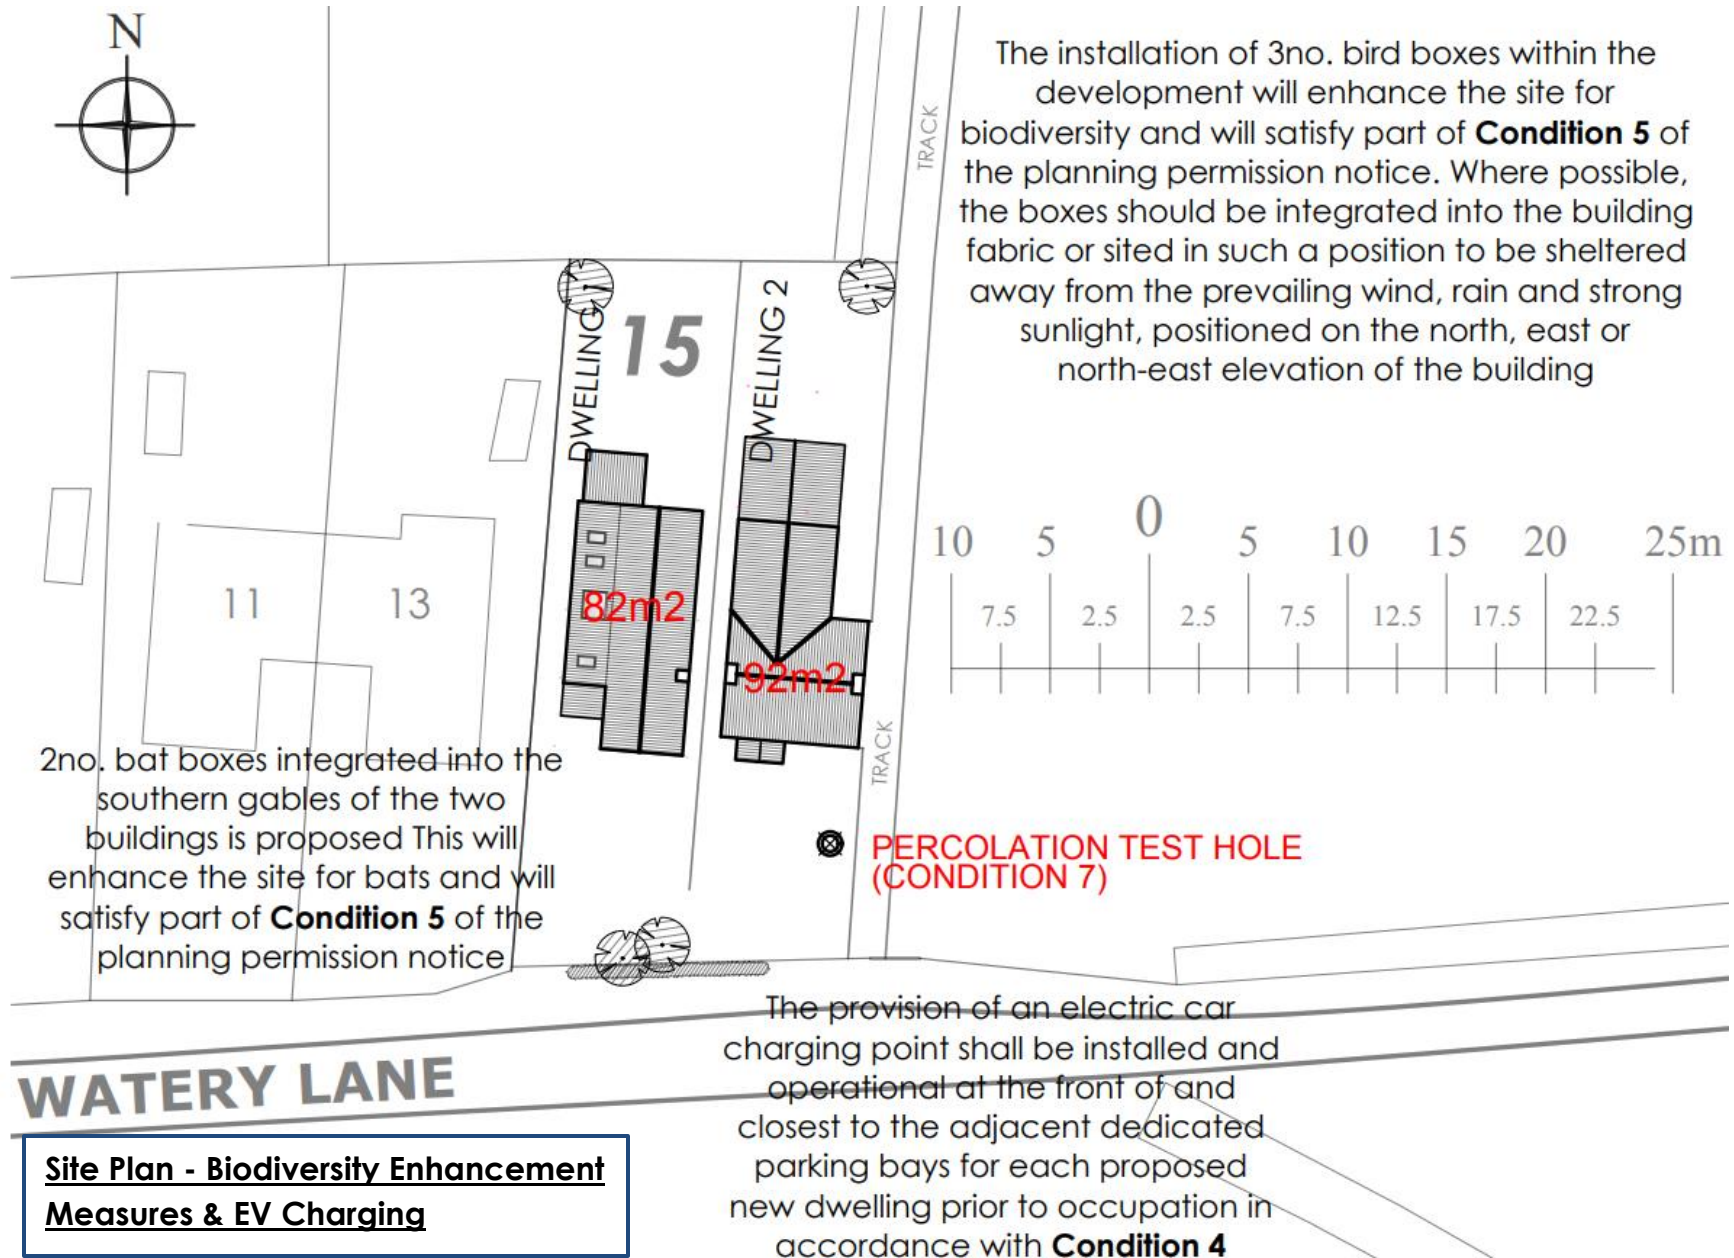 N
The installation of 3no. bird boxes within the
development will enhance the site for
biodiversity and will satisfy part of Condition 5 of
the planning permission notice. Where possible,
the boxes should be integrated into the building
fabric or sited in such a position to be sheltered
away from the prevailing wind, rain and strong
sunlight, positioned on the north, east or
north-east elevation of the building
TRACK
DWELLING
15
DWELLING 2
10 5 0 5 10 15 20 25m
7.5 2.5 2.5 7.5 12.5 17.5 22.5
11
13
82m2
92m2
TRACK
2no. bat boxes integrated into the
southern gables of the two
buildings is proposed This will
enhance the site for bats and will
satisfy part of Condition 5 of the
planning permission notice
PERCOLATION TEST HOLE
(CONDITION 7)
The provision of an electric car
charging point shall be installed and
operational at the front of and
closest to the adjacent dedicated
parking bays for each proposed
new dwelling prior to occupation in
accordance with Condition 4
WATERY LANE
Site Plan - Biodiversity Enhancement
Measures & EV Charging